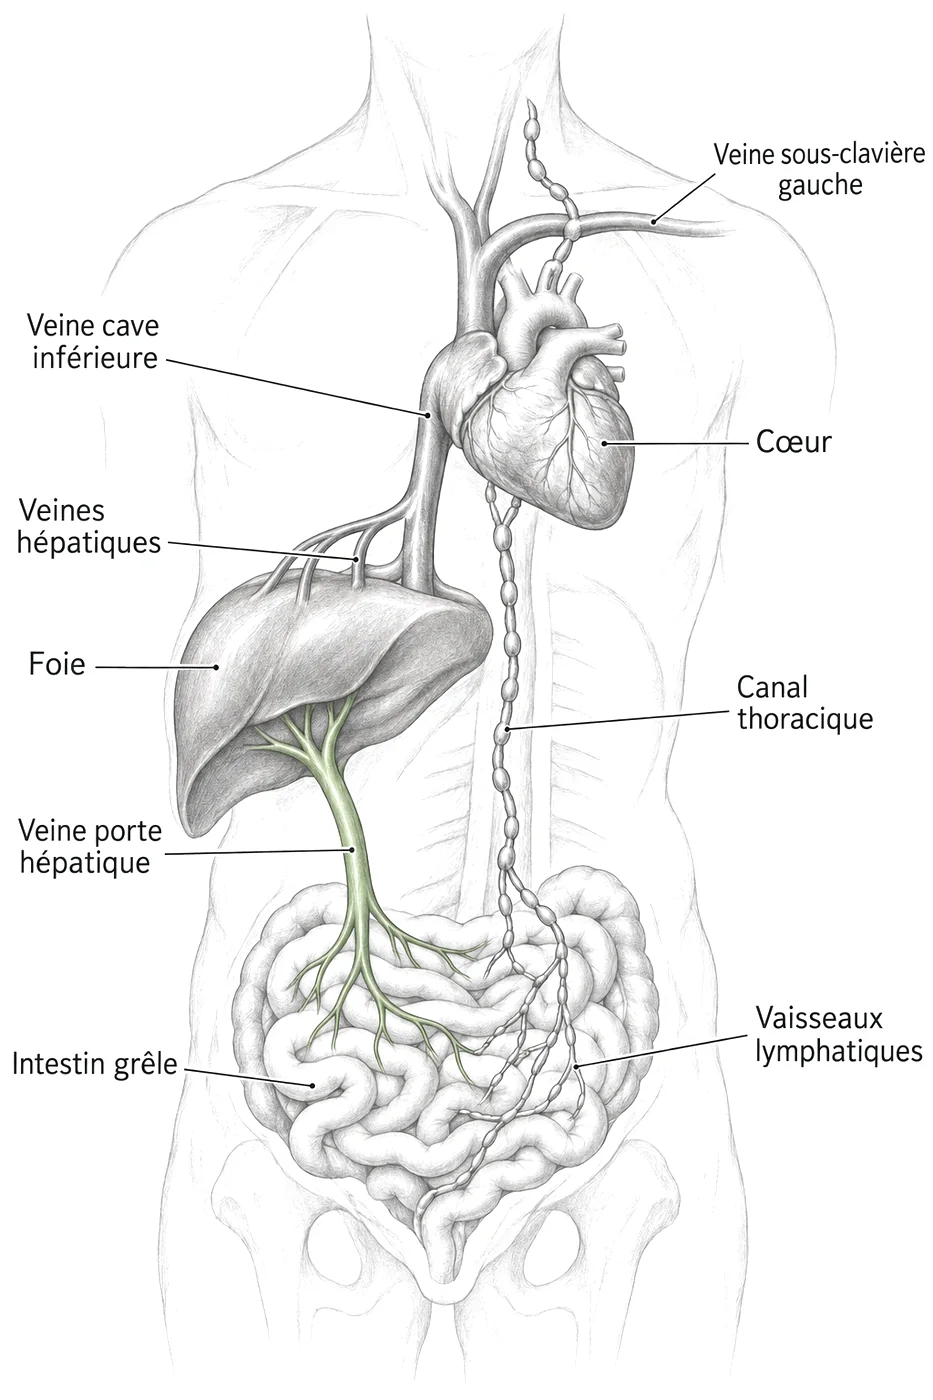 Veine sous-clavière
gauche
Veine cave
inférieure
Cœur
Veines
hépatiques
Foie
Canal
thoracique
Veine porte
hépatique
Vaisseaux
lymphatiques
Intestin grêle